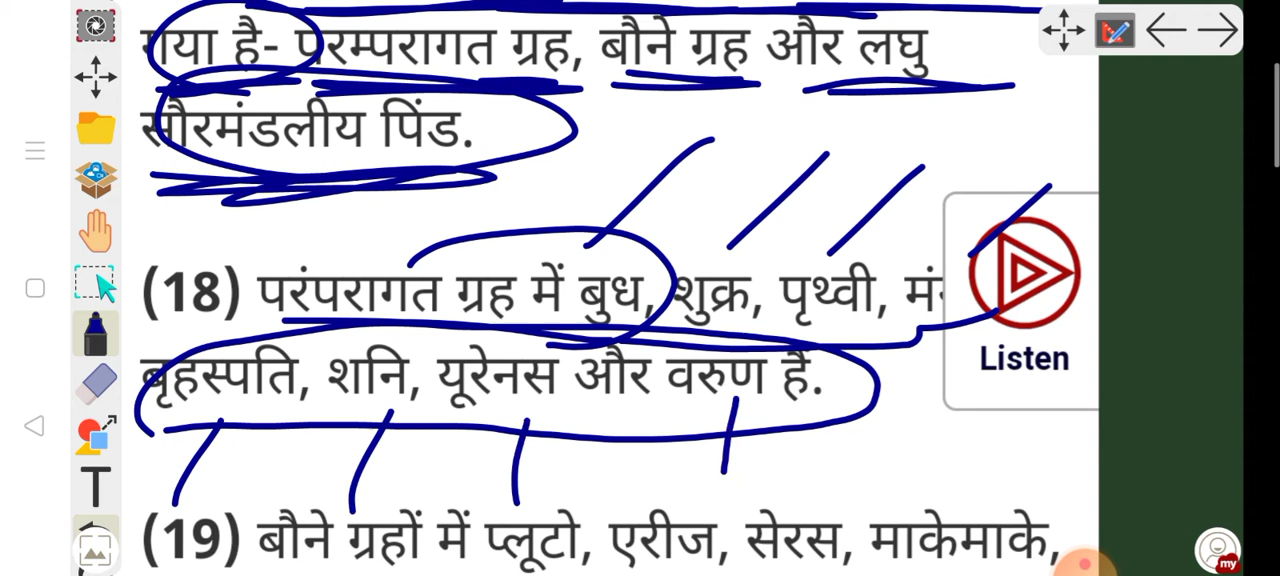 गया है- परम्परागत ग्रह, बौने ग्रह और लघु
सौरमंडलीय पिंड.
(18) परंपरागत ग्रह में बुध, शुक्र, पृथ्वी,
Listen
बृहस्पति, शनि, यूरेनस और वरुण है.
(19) बौने ग्रहों में प्लूटो, एरीज, सेरस, माकेमाके,
T
my